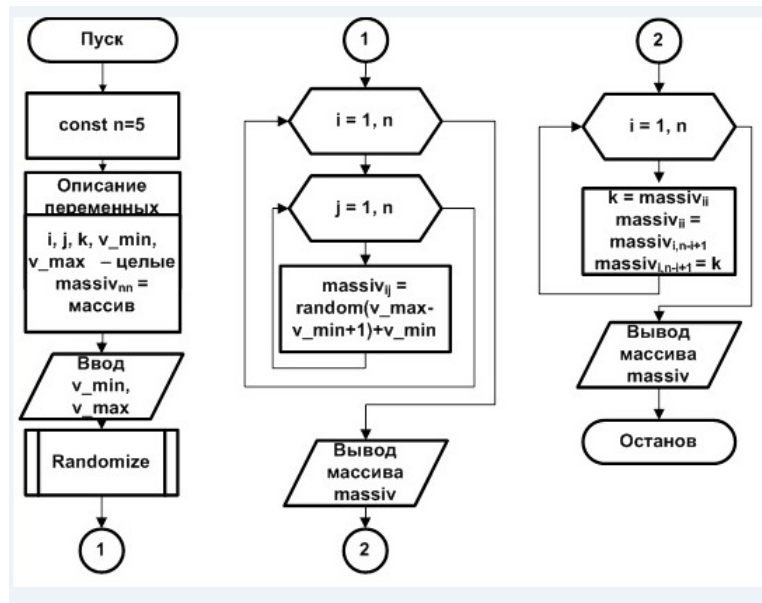 Пуск
const n=5
Описание
переменных
i, j, k, v_min,
v_max – целые
massivnn =
массив
Ввод
v_min,
v_max
Randomize
1
1
i = 1, n
j = 1, n
massivij =
random(v_max-
v_min+1)+v_min
Вывод
массива
massiv
2
2
i = 1, n
k = massivii
massivii =
massivi,n-i+1
massivi,n-i+1 = k
Вывод
массива
massiv
Останов